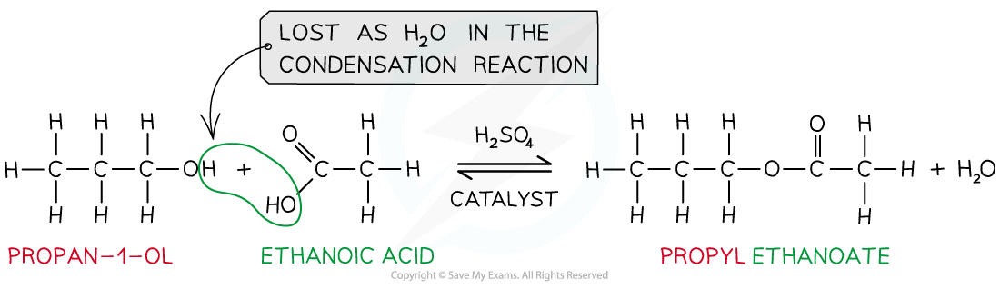 LOST AS H₂O IN THE
CONDENSATION REACTION
H H H O H H H H O H
H₂SO₄
H—C—C—C—OH + C—C—H ⇌ H—C—C—C—O—C—C—H + H₂O
HO
CATALYST
H H H H H H H H
PROPAN-1-OL ETHANOIC ACID PROPYL ETHANOATE
Copyright © Save My Exams. All Rights Reserved